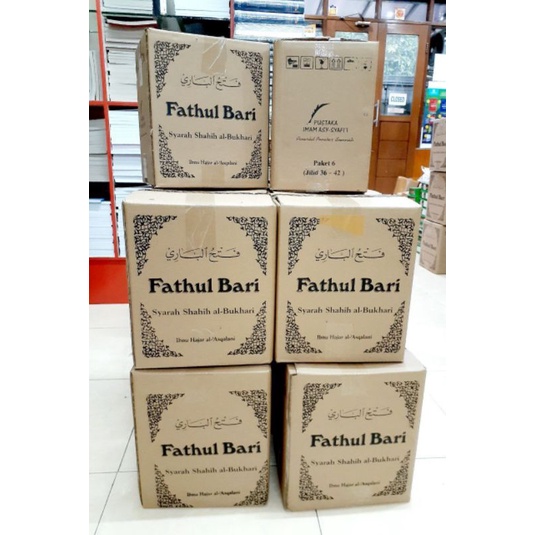 فتح الباري
Fathul Bari
Syarah Shahih al-Bukhari
Ibnu Hajar al-'Asqalani
PUSTAKA
IMAM ASY-SYAFI'I
Paket 6
(Jilid 36 - 42)
فتح الباري
Fathul Bari
Syarah Shahih al-Bukhari
Ibnu Hajar al-'Asqalani
فتح الباري
Fathul Bari
Syarah Shahih al-Bukhari
Ibnu Hajar al-'Asqalani
فتح الباري
Fathul Bari
Syarah Shahih al-Bukhari
Ibnu Hajar al-'Asqalani
فتح الباري
Fathul Bari
Syarah Shahih al-Bukhari
Ibnu Hajar al-'Asqalani
CLOSED
Bari